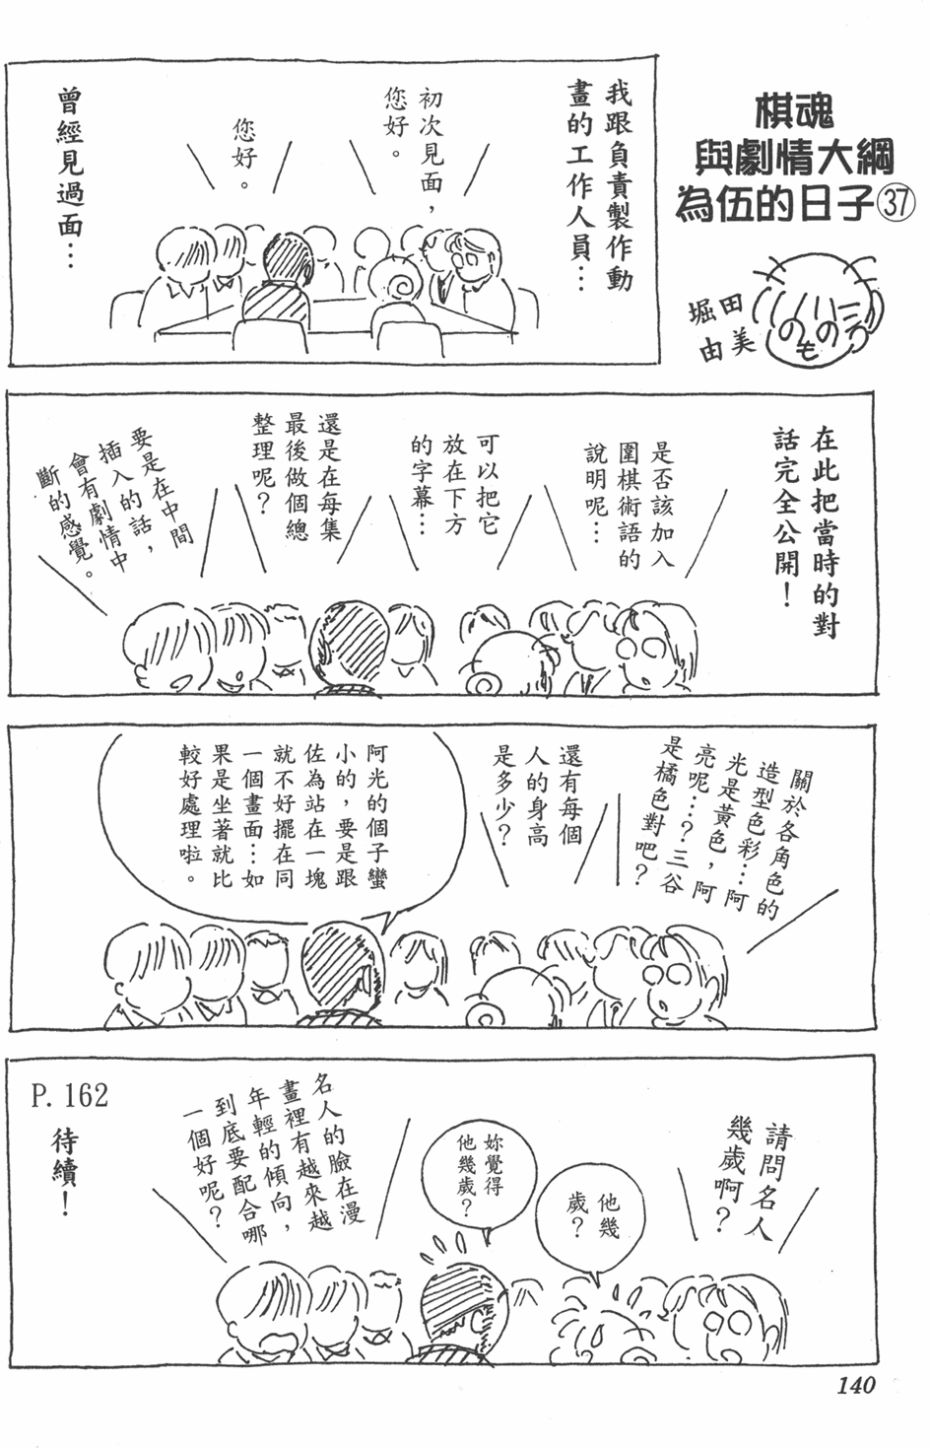 棋魂
與劇情大綱
為伍的日子㊲
堀田
由美
我跟負責製作動
畫的工作人員…
初次見面，
您好。
您好。
曾經見過面…
在此把當時的對
話完全公開！
是否該加入
圍棋術語的
說明呢…
可以把它
放在下方
的字幕…
還是在每集
最後做個總
整理呢？
要是在中間
插入的話，
會有劇情中
斷的感覺。
關於各角色的
造型色彩…阿
光是黃色，阿
亮呢…？三谷
是橘色對吧？
還有每個
人的身高
是多少？
阿光的個子蠻
小的，要是跟
佐為站在一塊
就不好擺在同
一個畫面…如
果是坐著就比
較好處理啦。
請問名人
幾歲啊？
他幾
歲？
妳覺得
他幾歲？
名人的臉在漫
畫裡有越來越
年輕的傾向，
到底要配合哪
一個好呢？
P. 162
待續！
140